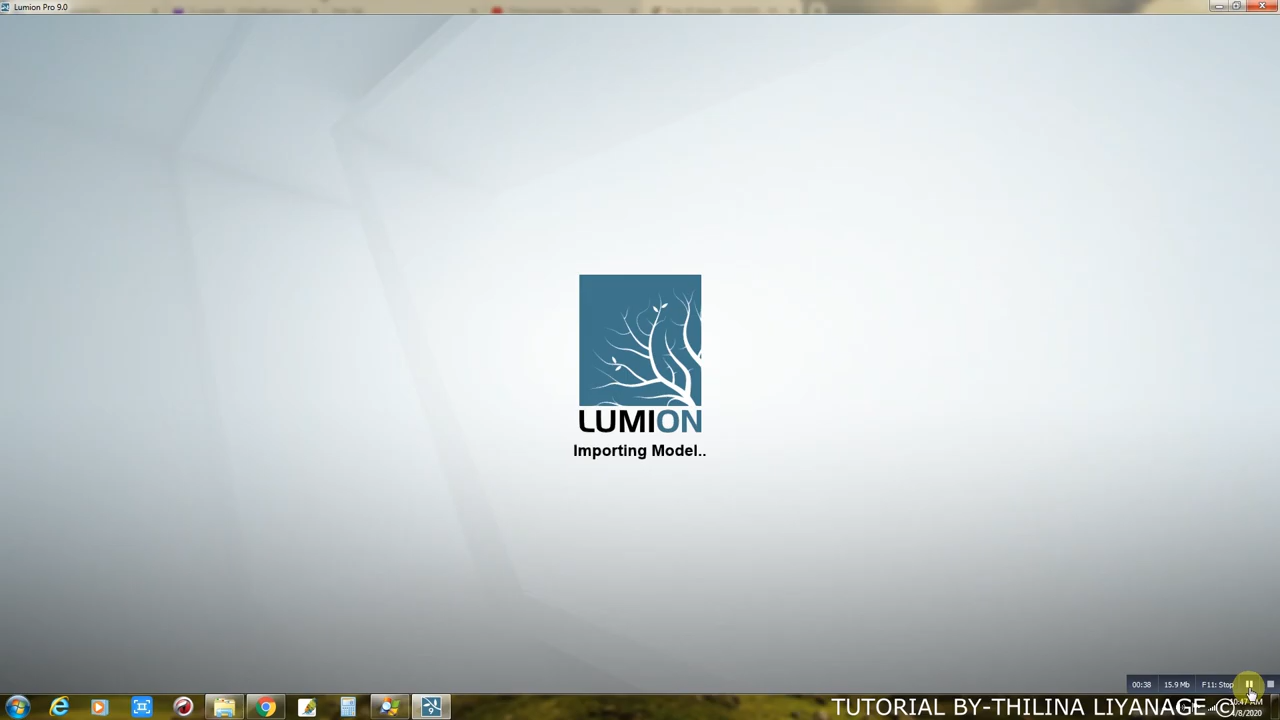 Lumion Pro 9.0
LUMION
Importing Model..
00:38 15.9 Mb F11: Stop
TUTORIAL BY-THILINA LIYANAGE ©